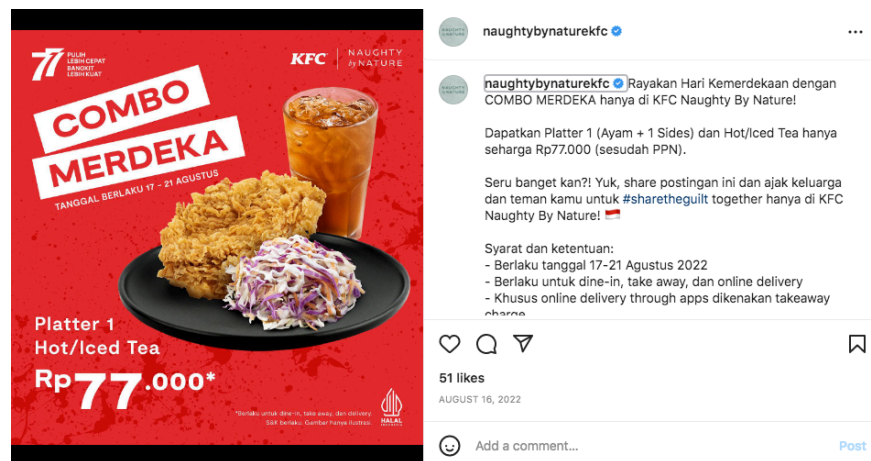 77 PULIH
LEBIH CEPAT
BANGKIT
LEBIH KUAT
KFC | NAUGHTY
by NATURE
COMBO
MERDEKA
TANGGAL BERLAKU 17 - 21 AGUSTUS
Platter 1
Hot/Iced Tea
Rp77.000*
*Berlaku untuk dine-in, take away, dan delivery.
S&K berlaku. Gambar hanya ilustrasi.
HALAL
INDONESIA
NAUGHTY
by NATURE
naughtybynaturekfc
naughtybynaturekfc Rayakan Hari Kemerdekaan dengan
COMBO MERDEKA hanya di KFC Naughty By Nature!
Dapatkan Platter 1 (Ayam + 1 Sides) dan Hot/Iced Tea hanya
seharga Rp77.000 (sesudah PPN).
Seru banget kan?! Yuk, share postingan ini dan ajak keluarga
dan teman kamu untuk #sharetheguilt together hanya di KFC
Naughty By Nature! 🇮🇩
Syarat dan ketentuan:
- Berlaku tanggal 17-21 Agustus 2022
- Berlaku untuk dine-in, take away, dan online delivery
- Khusus online delivery through apps dikenakan takeaway
charge
51 likes
AUGUST 16, 2022
Add a comment...
Post